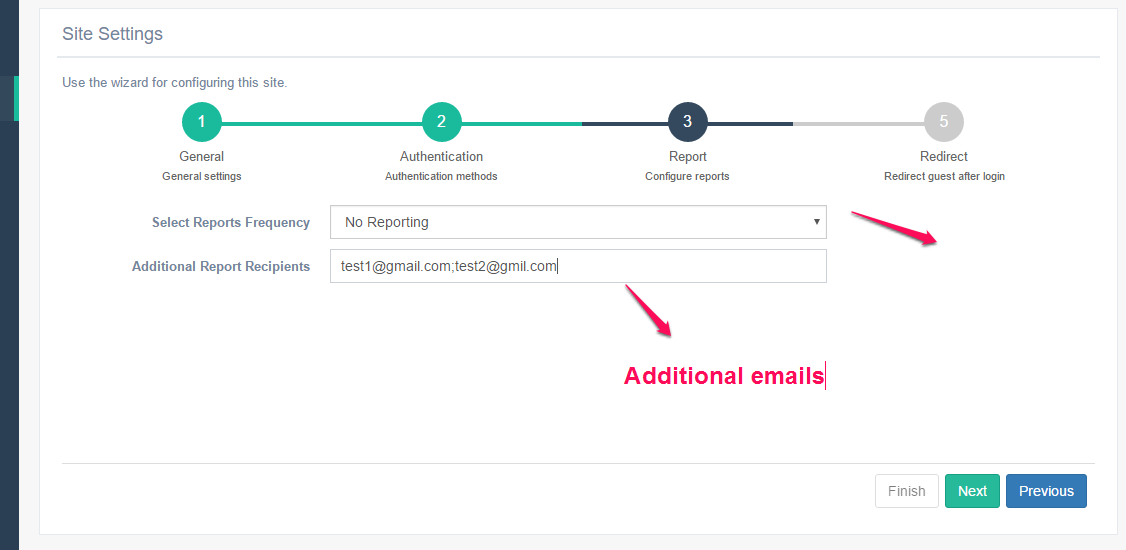 Site Settings
Use the wizard for configuring this site.
1 2 3 5
General Authentication Report Redirect
General settings Authentication methods Configure reports Redirect guest after login
Select Reports Frequency No Reporting
Additional Report Recipients test1@gmail.com;test2@gmil.com
Additional emails
Finish Next Previous